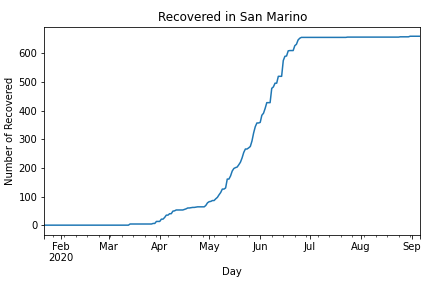 Recovered in San Marino
Number of Recovered
600
500
400
300
200
100
0
Feb Mar Apr May Jun Jul Aug Sep
2020
Day